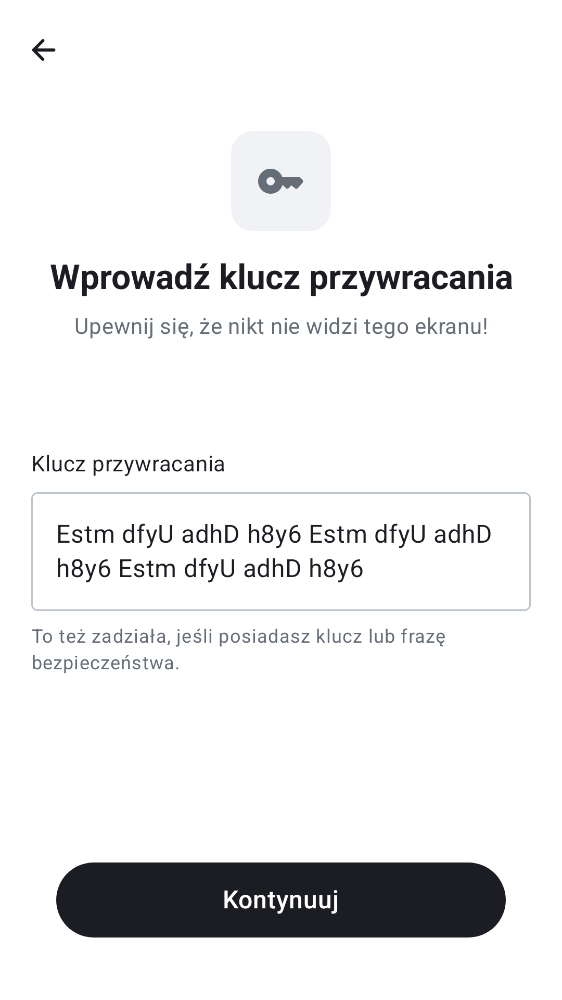 Wprowadź klucz przywracania
Upewnij się, że nikt nie widzi tego ekranu!
Klucz przywracania
Estm dfyU adhD h8y6 Estm dfyU adhD
h8y6 Estm dfyU adhD h8y6
To też zadziała, jeśli posiadasz klucz lub frazę
bezpieczeństwa.
Kontynuuj